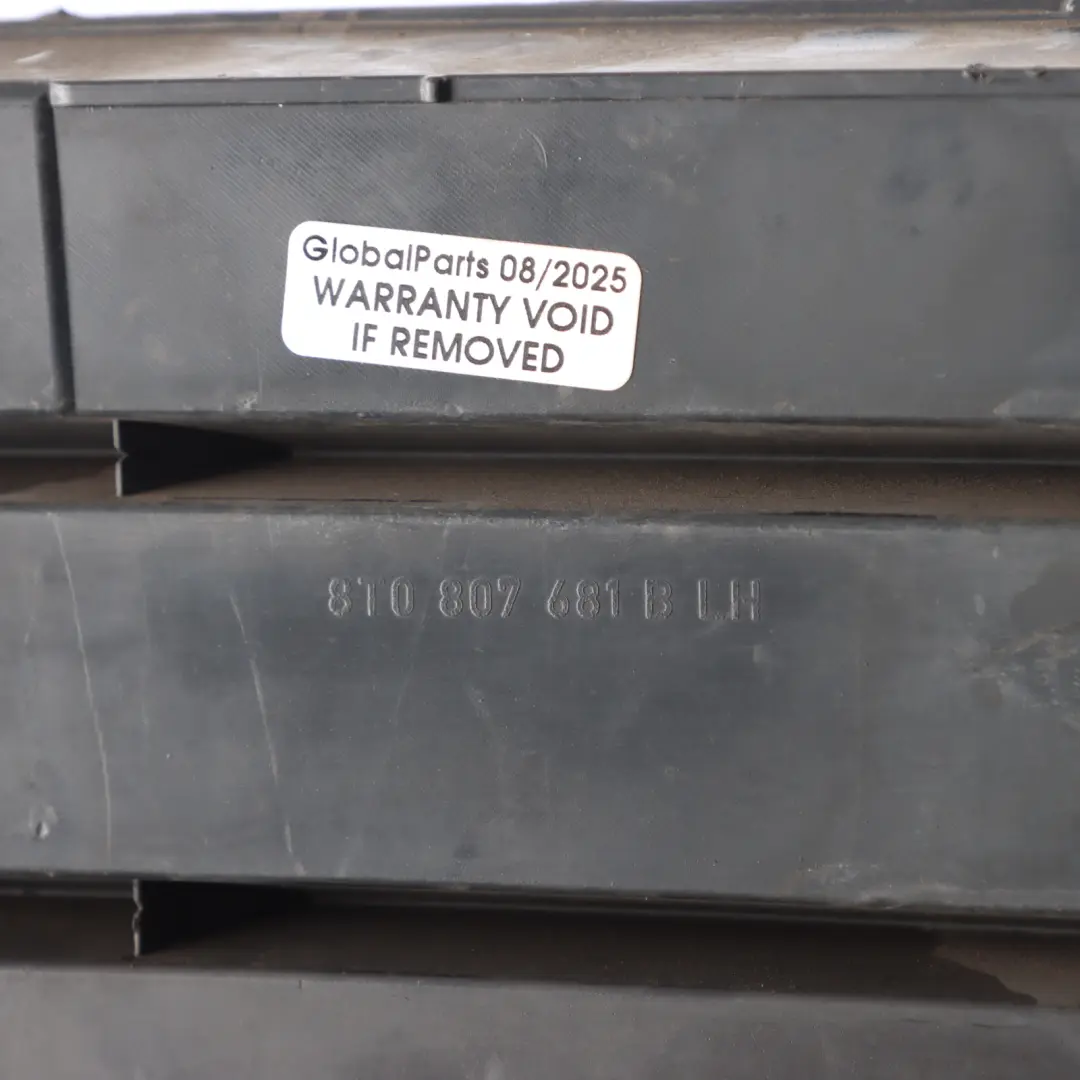 GlobalParts 08/2025
WARRANTY VOID
IF REMOVED
8T0 807 681 B LH